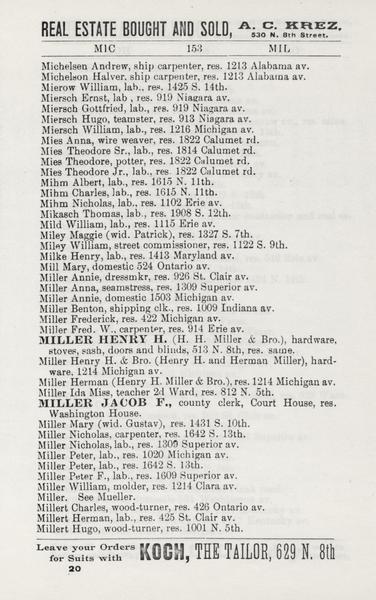 REAL ESTATE BOUGHT AND SOLD, A. C. KREZ.
530 N. 8th Street.
MIC 153 MIL
Michelsen Andrew, ship carpenter, res. 1213 Alabama av.
Michelson Halver. ship carpenter, res. 1213 Alabama av.
Mierow William, lab., res. 1425 S. 14th.
Miersch Ernst, lab , res. 919 Niagara av.
Miersch Gottfried, lab., res. 919 Niagara av.
Miersch Hugo, teamster, res. 913 Niagara av.
Miersch William, lab., res. 1216 Michigan av.
Mies Anna, wire weaver, res. 1822 Calumet rd.
Mies Theodore Sr., lab., res. 1814 Calumet rd.
Mies Theodore, potter, res. 1822 Calumet rd.
Mies Theodore Jr., lab., res. 1822 Calumet rd.
Mihm Albert, lab., res. 1615 N. 11th.
Mihm Charles, lab., res. 1615 N. 11th.
Mihm Nicholas, lab., res. 1102 Erie av.
Mikasch Thomas, lab., res. 1908 S. 12th.
Mild William, lab., res. 1115 Erie av.
Miley Maggie (wid. Patrick), res. 1327 S. 7th.
Miley William, street commissioner, res. 1122 S. 9th.
Milke Henry, lab., res. 1413 Maryland av.
Mill Mary, domestic 524 Ontario av.
Miller Annie, dressmkr, res. 926 St. Clair av.
Miller Anna, seamstress, res. 1309 Superior av.
Miller Annie, domestic 1503 Michigan av.
Miller Benton, shipping clk., res. 1009 Indiana av.
Miller Frederick, res. 422 Michigan av.
Miller Fred. W., carpenter, res. 914 Erie av.
MILLER HENRY H. (H. H. Miller & Bro.), hardware,
stoves, sash, doors and blinds, 513 N. 8th, res. same.
Miller Henry H. & Bro. (Henry H. and Herman Miller), hard-
ware, 1214 Michigan av.
Miller Herman (Henry H. Miller & Bro.), res. 1214 Michigan av.
Miller Ida Miss, teacher 2d Ward, res. 812 N. 5th.
MILLER JACOB F., county clerk, Court House, res.
Washington House.
Miller Mary (wid. Gustav), res. 1431 S. 10th.
Miller Nicholas, carpenter, res. 1642 S. 13th.
Miller Nicholas, lab., res. 1309 Superior av.
Miller Peter, lab., res. 1020 Michigan av.
Miller Peter, lab., res. 1642 S. 13th.
Miller Peter F., lab., res. 1609 Superior av.
Miller William, molder, res. 1214 Clara av.
Miller. See Mueller.
Millert Charles, wood-turner, res. 426 Ontario av.
Millert Herman, lab., res. 425 St. Clair av.
Millert Hugo, wood-turner, res. 1001 N. 5th.
Leave your Orders
for Suits with KOCH, THE TAILOR, 629 N. 8th
20